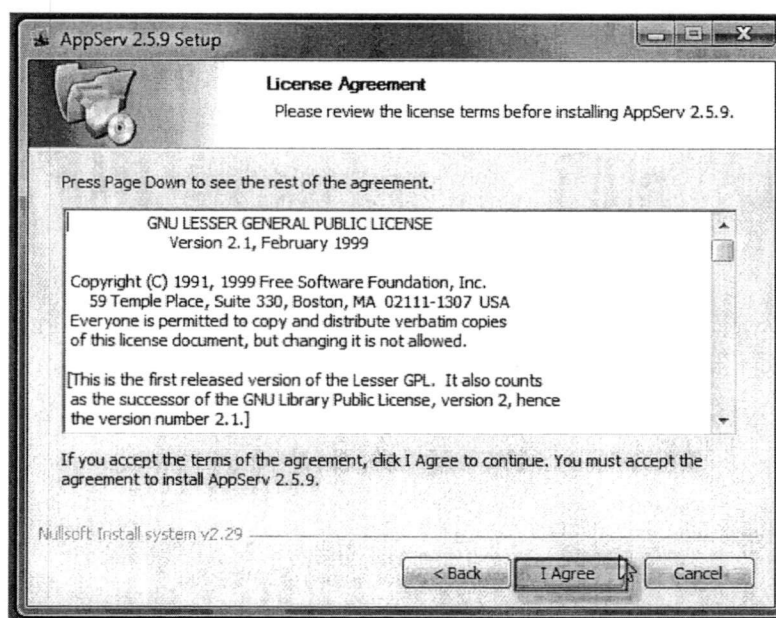 AppServ 2.5.9 Setup
License Agreement
Please review the license terms before installing AppServ 2.5.9.
Press Page Down to see the rest of the agreement.
GNU LESSER GENERAL PUBLIC LICENSE
Version 2.1, February 1999
Copyright (C) 1991, 1999 Free Software Foundation, Inc.
59 Temple Place, Suite 330, Boston, MA 02111-1307 USA
Everyone is permitted to copy and distribute verbatim copies
of this license document, but changing it is not allowed.
[This is the first released version of the Lesser GPL. It also counts
as the successor of the GNU Library Public License, version 2, hence
the version number 2.1.]
If you accept the terms of the agreement, click I Agree to continue. You must accept the
agreement to install AppServ 2.5.9.
Nullsoft Install system v2.29
< Back I Agree Cancel